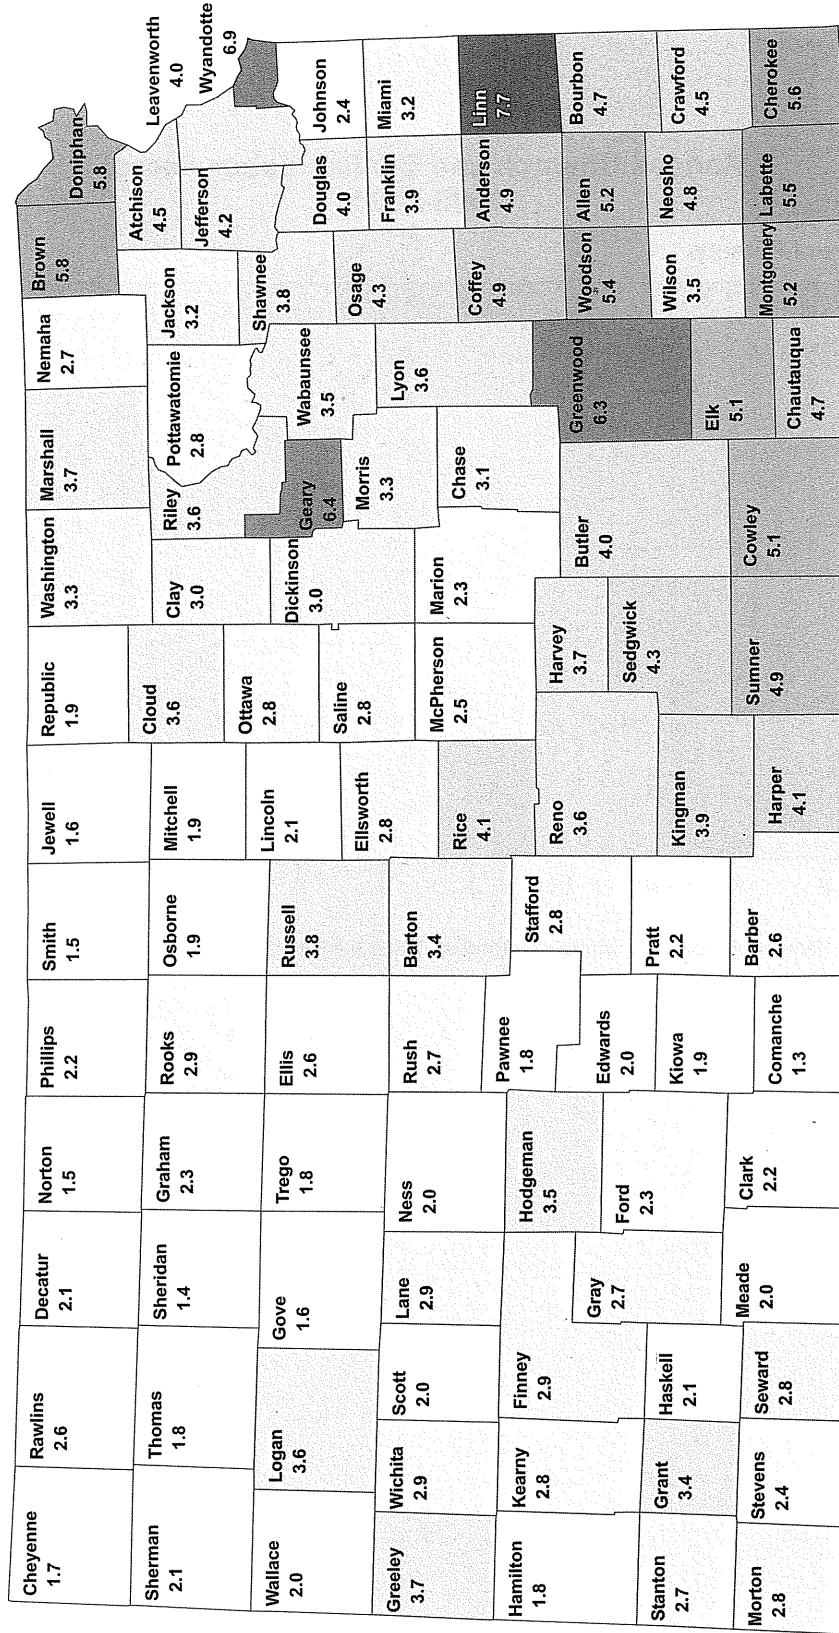 Cheyenne
1.7
Rawlins
2.6
Decatur
2.1
Norton
1.5
Phillips
2.2
Smith
1.5
Jewell
1.6
Republic
1.9
Washington
3.3
Marshall
3.7
Nemaha
2.7
Brown
5.8
Doniphan
5.8
Sherman
2.1
Thomas
1.8
Sheridan
1.4
Graham
2.3
Rooks
2.9
Osborne
1.9
Mitchell
1.9
Cloud
3.6
Clay
3.0
Riley
3.6
Pottawatomie
2.8
Jackson
3.2
Atchison
4.5
Jefferson
4.2
Leavenworth
4.0
Wyandotte
6.9
Wallace
2.0
Logan
3.6
Gove
1.6
Trego
1.8
Ellis
2.6
Russell
3.8
Lincoln
2.1
Ottawa
2.8
Saline
2.8
Dickinson
3.0
Geary
6.4
Wabaunsee
3.5
Shawnee
3.8
Douglas
4.0
Johnson
2.4
Greeley
3.7
Wichita
2.9
Scott
2.0
Lane
2.9
Ness
2.0
Rush
2.7
Barton
3.4
Ellsworth
2.8
Rice
4.1
McPherson
2.5
Marion
2.3
Morris
3.3
Chase
3.1
Lyon
3.6
Osage
4.3
Franklin
3.9
Miami
3.2
Hamilton
1.8
Kearny
2.8
Finney
2.9
Hodgeman
3.5
Pawnee
1.8
Stafford
2.8
Reno
3.6
Harvey
3.7
Butler
4.0
Greenwood
6.3
Coffey
4.9
Anderson
4.9
Linn
7.7
Gray
2.7
Ford
2.3
Edwards
2.0
Kiowa
1.9
Pratt
2.2
Kingman
3.9
Sedgwick
4.3
Elk
5.1
Woodson
5.4
Wilson
3.5
Allen
5.2
Neosho
4.8
Bourbon
4.7
Crawford
4.5
Stanton
2.7
Grant
3.4
Haskell
2.1
Morton
2.8
Stevens
2.4
Seward
2.8
Meade
2.0
Clark
2.2
Comanche
1.3
Barber
2.6
Harper
4.1
Sumner
4.9
Cowley
5.1
Chautauqua
4.7
Montgomery
5.2
Labette
5.5
Cherokee
5.6